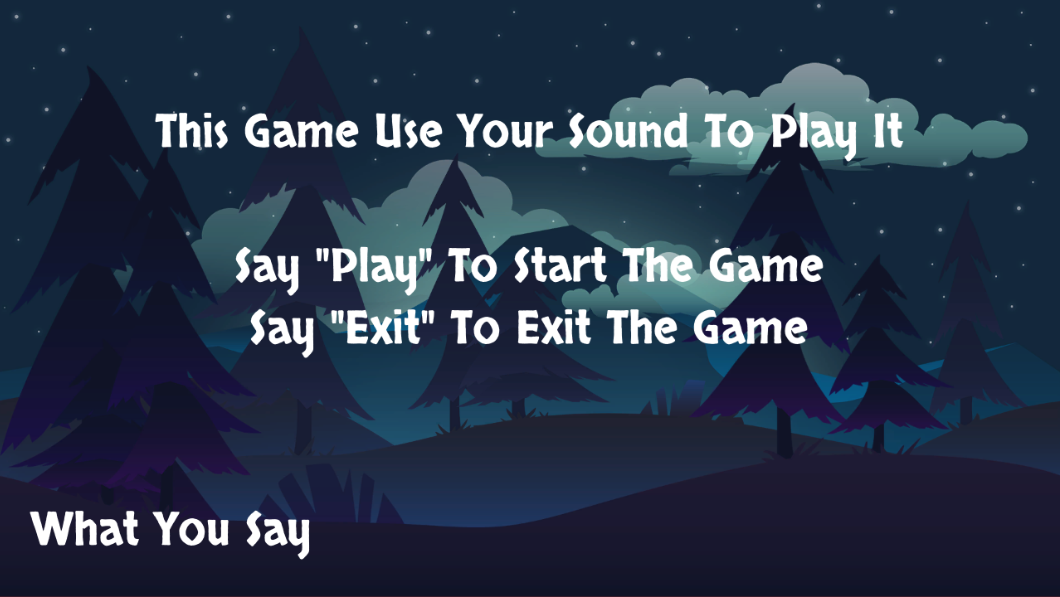 This Game Use Your Sound To Play It
Say "Play" To Start The Game
Say "Exit" To Exit The Game
What You Say